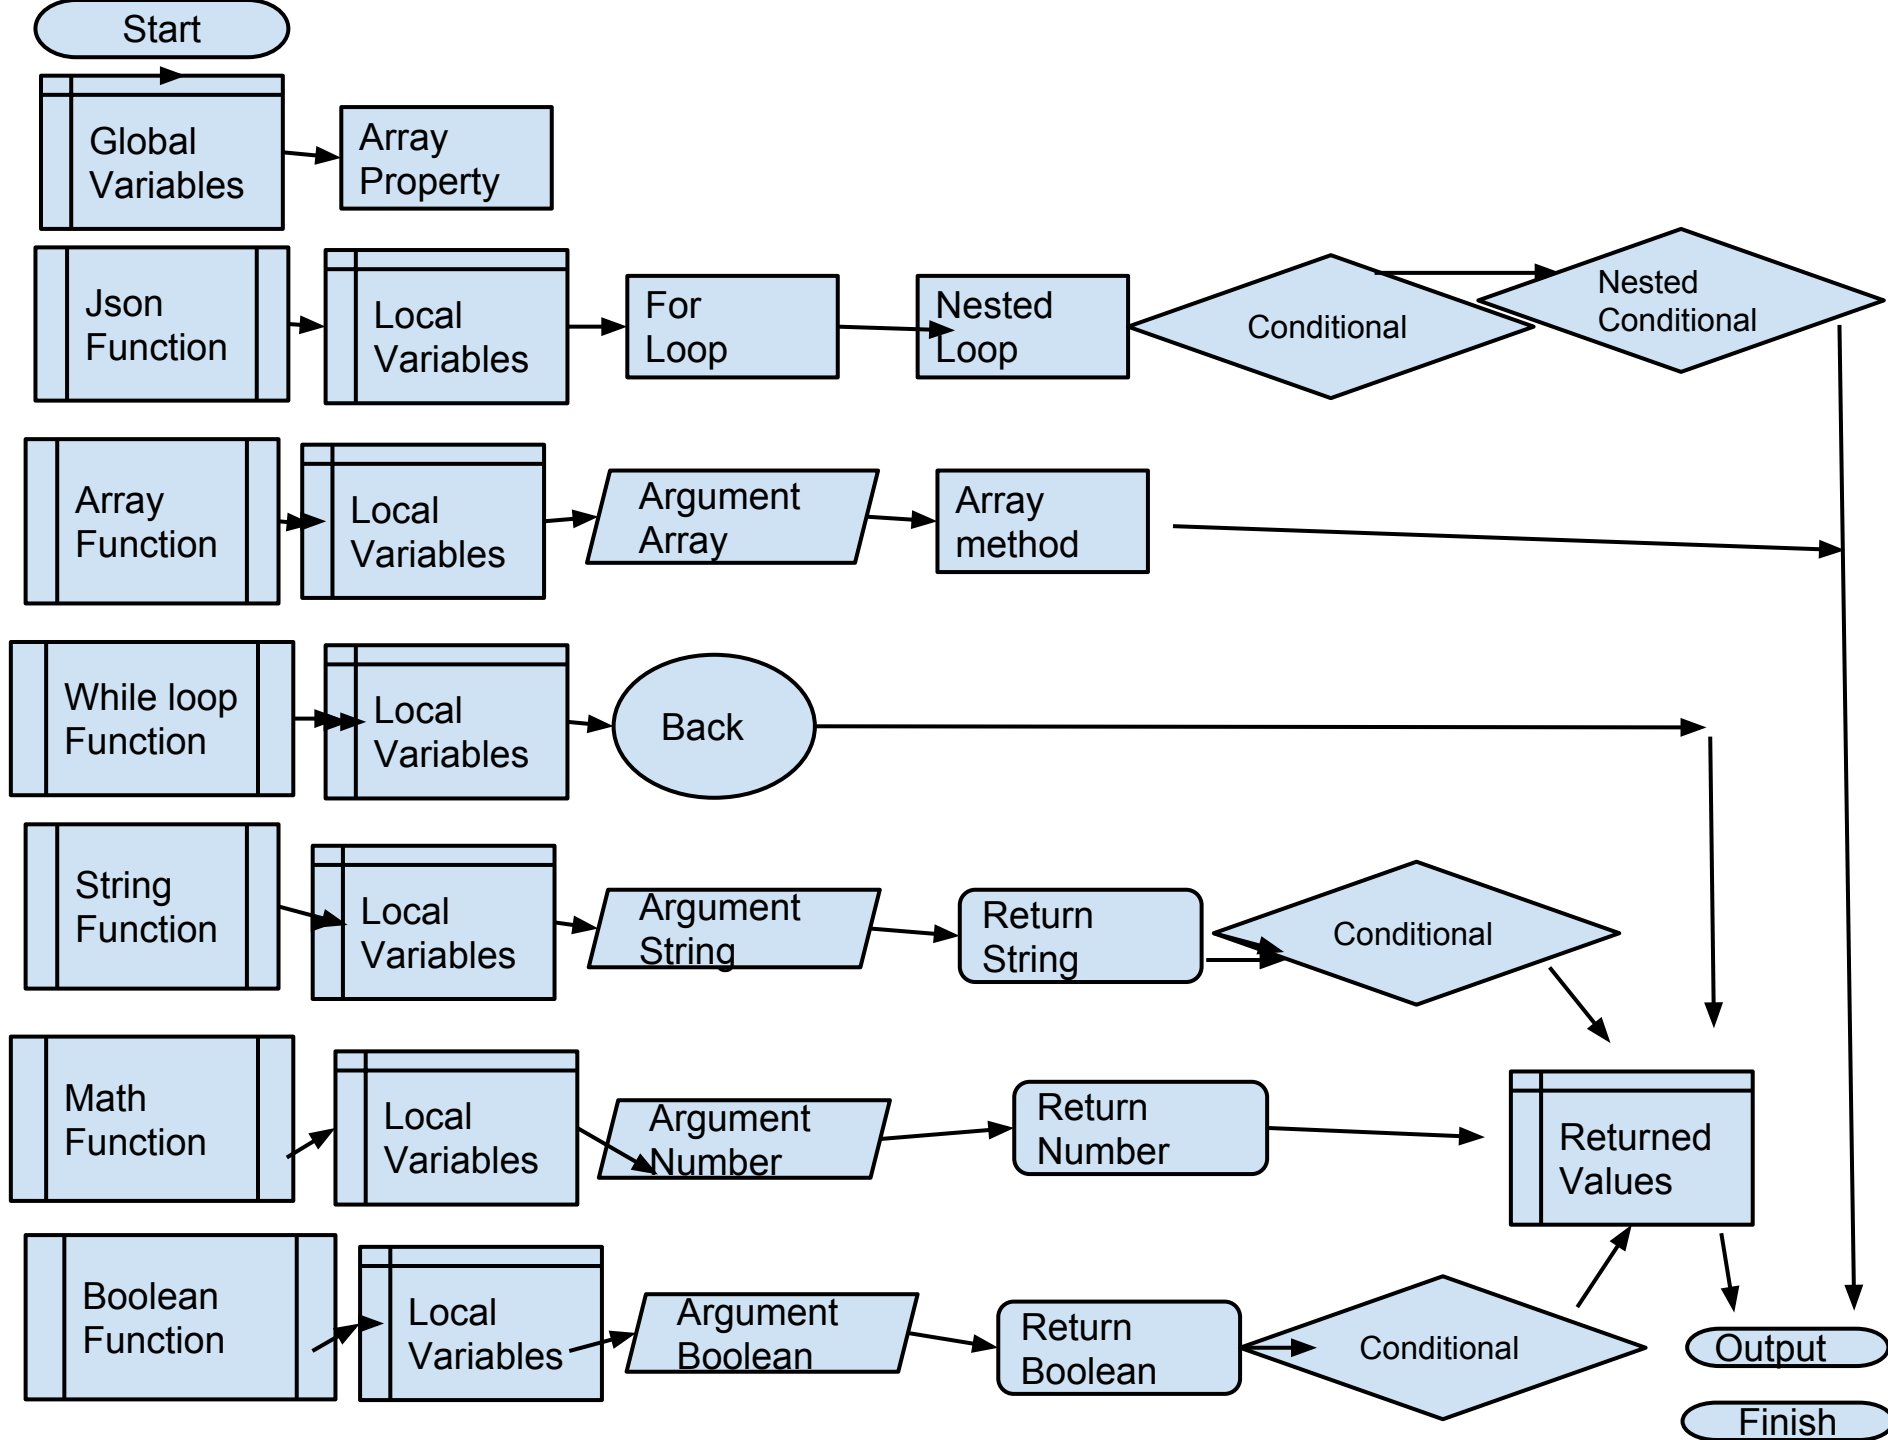 Start
Global
Variables
Array
Property
Json
Function
Local
Variables
For
Loop
Nested
Loop
Conditional
Nested
Conditional
Array
Function
Local
Variables
Argument
Array
Array
method
While loop
Function
Local
Variables
Back
String
Function
Local
Variables
Argument
String
Return
String
Conditional
Math
Function
Local
Variables
Argument
Number
Return
Number
Returned
Values
Boolean
Function
Local
Variables
Argument
Boolean
Return
Boolean
Conditional
Output
Finish